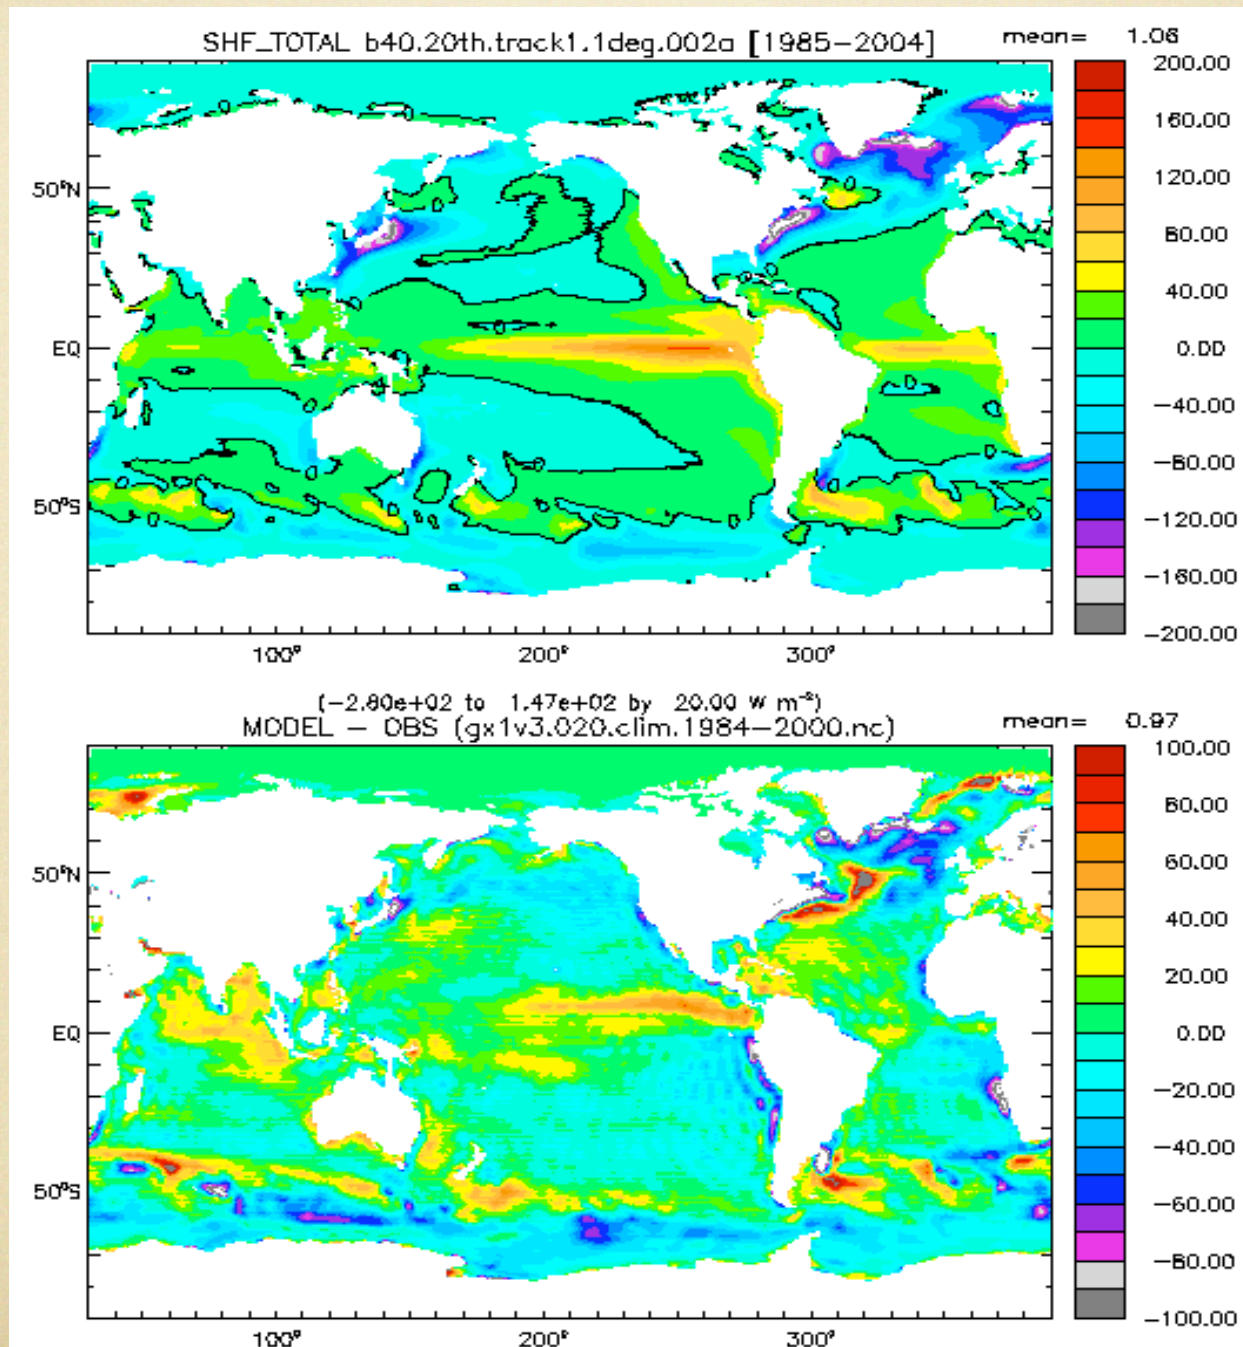 SHF_TOTAL b40.20th.track1.1deg.002a [1985-2004]
mean= 1.06
200.00
160.00
120.00
80.00
40.00
0.00
-40.00
-80.00
-120.00
-160.00
-200.00
50°N
EQ
50°S
100°
200°
300°
(-2.80e+02 to 1.47e+02 by 20.00 W m⁻²)
MODEL - OBS (gx1v3.020.clim.1984-2000.nc)
mean= 0.97
100.00
80.00
60.00
40.00
20.00
0.00
-20.00
-40.00
-60.00
-80.00
-100.00
50°N
EQ
50°S
100°
200°
300°